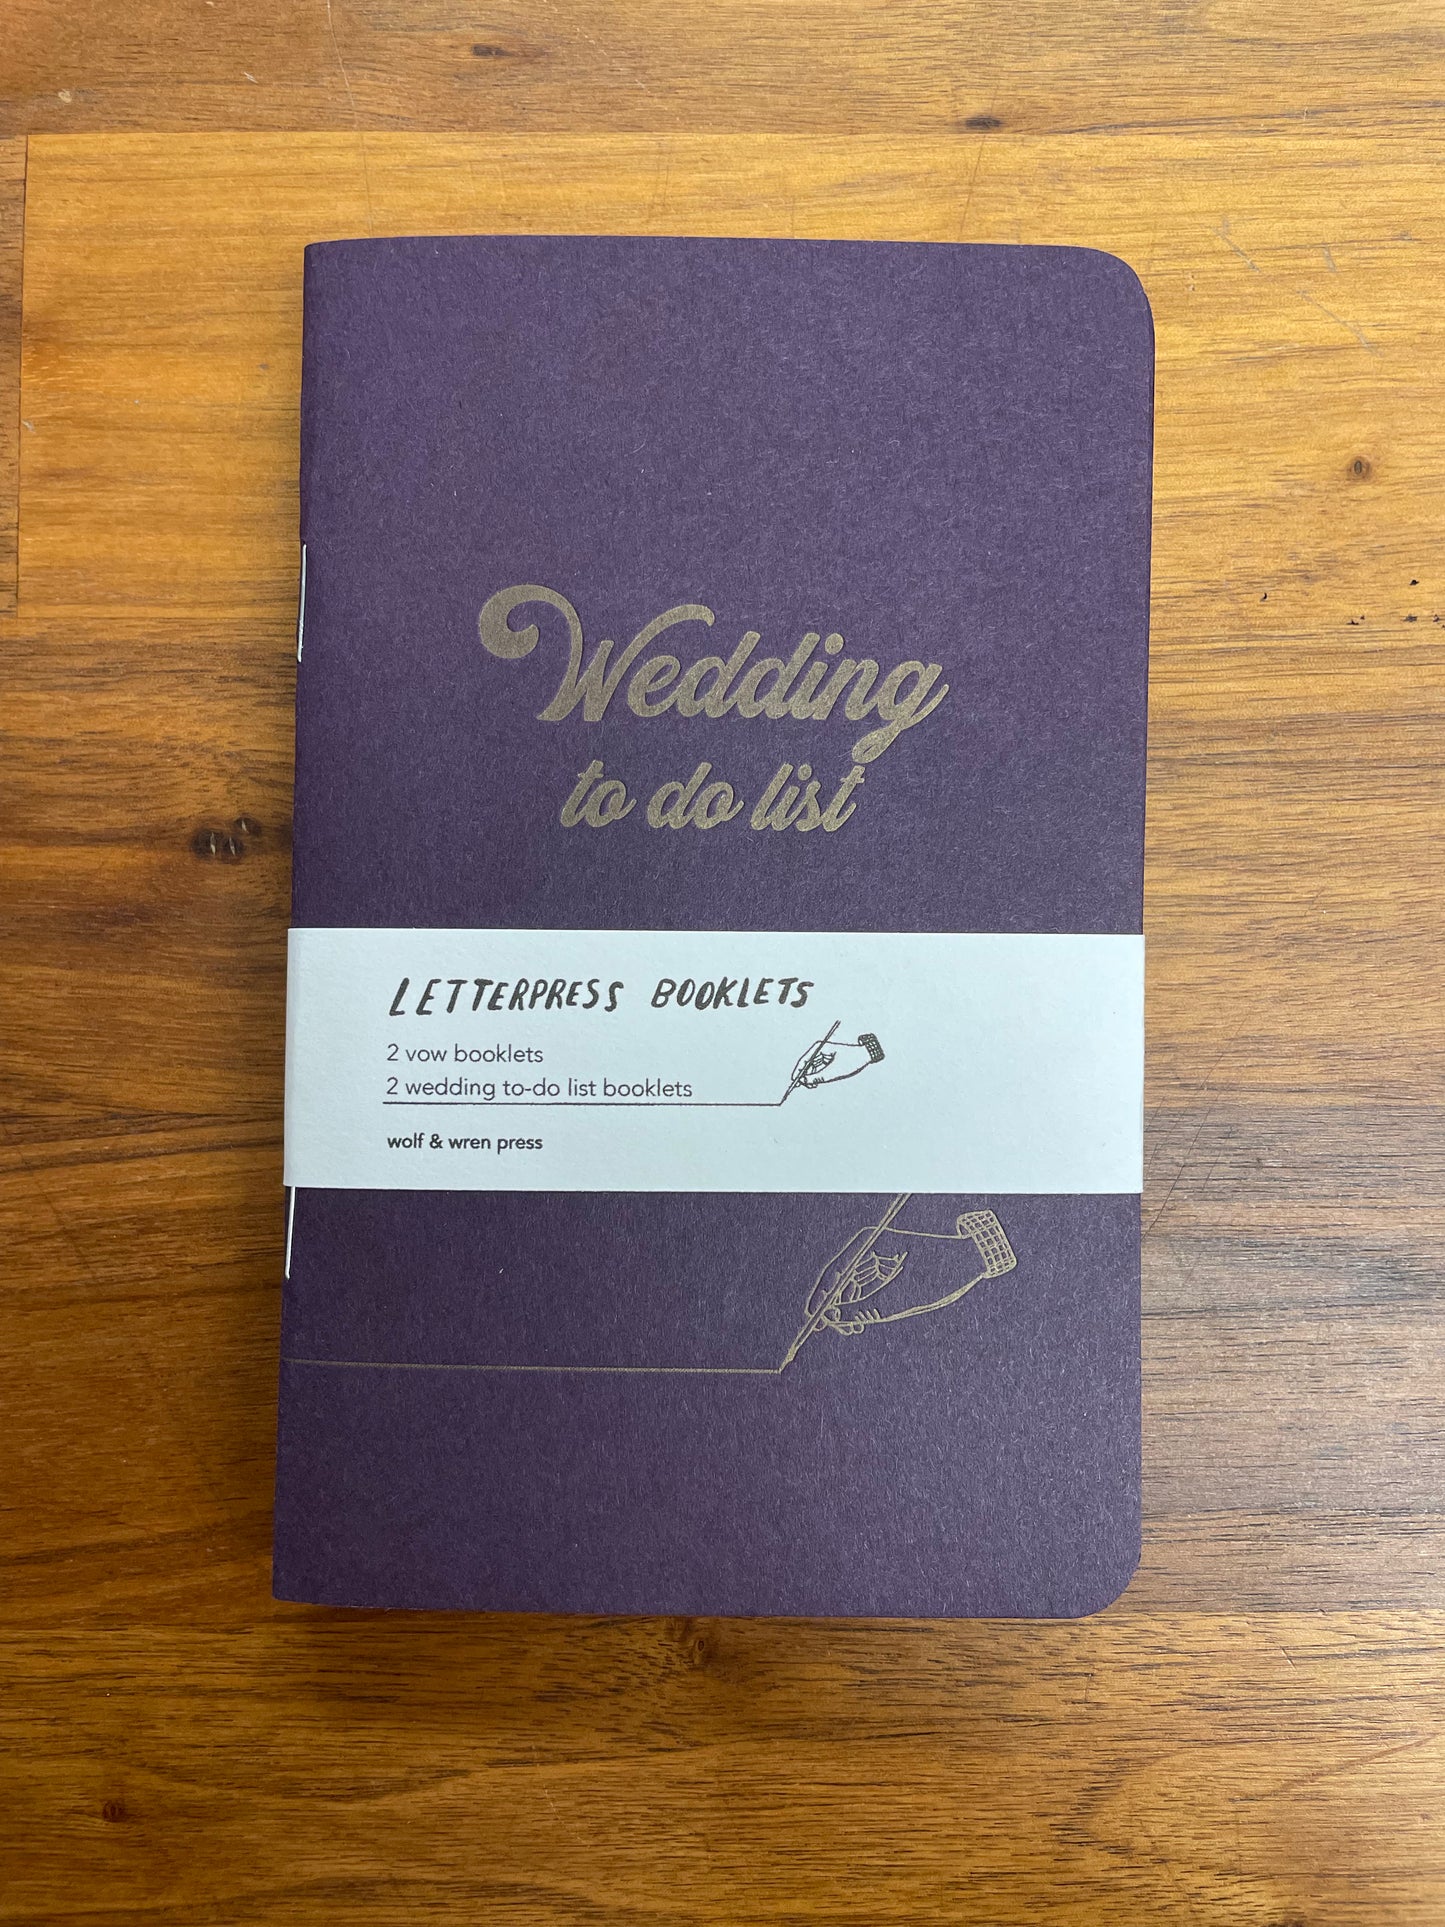 Wedding
to do list
LETTERPRESS BOOKLETS
2 vow booklets
2 wedding to-do list booklets
wolf & wren press